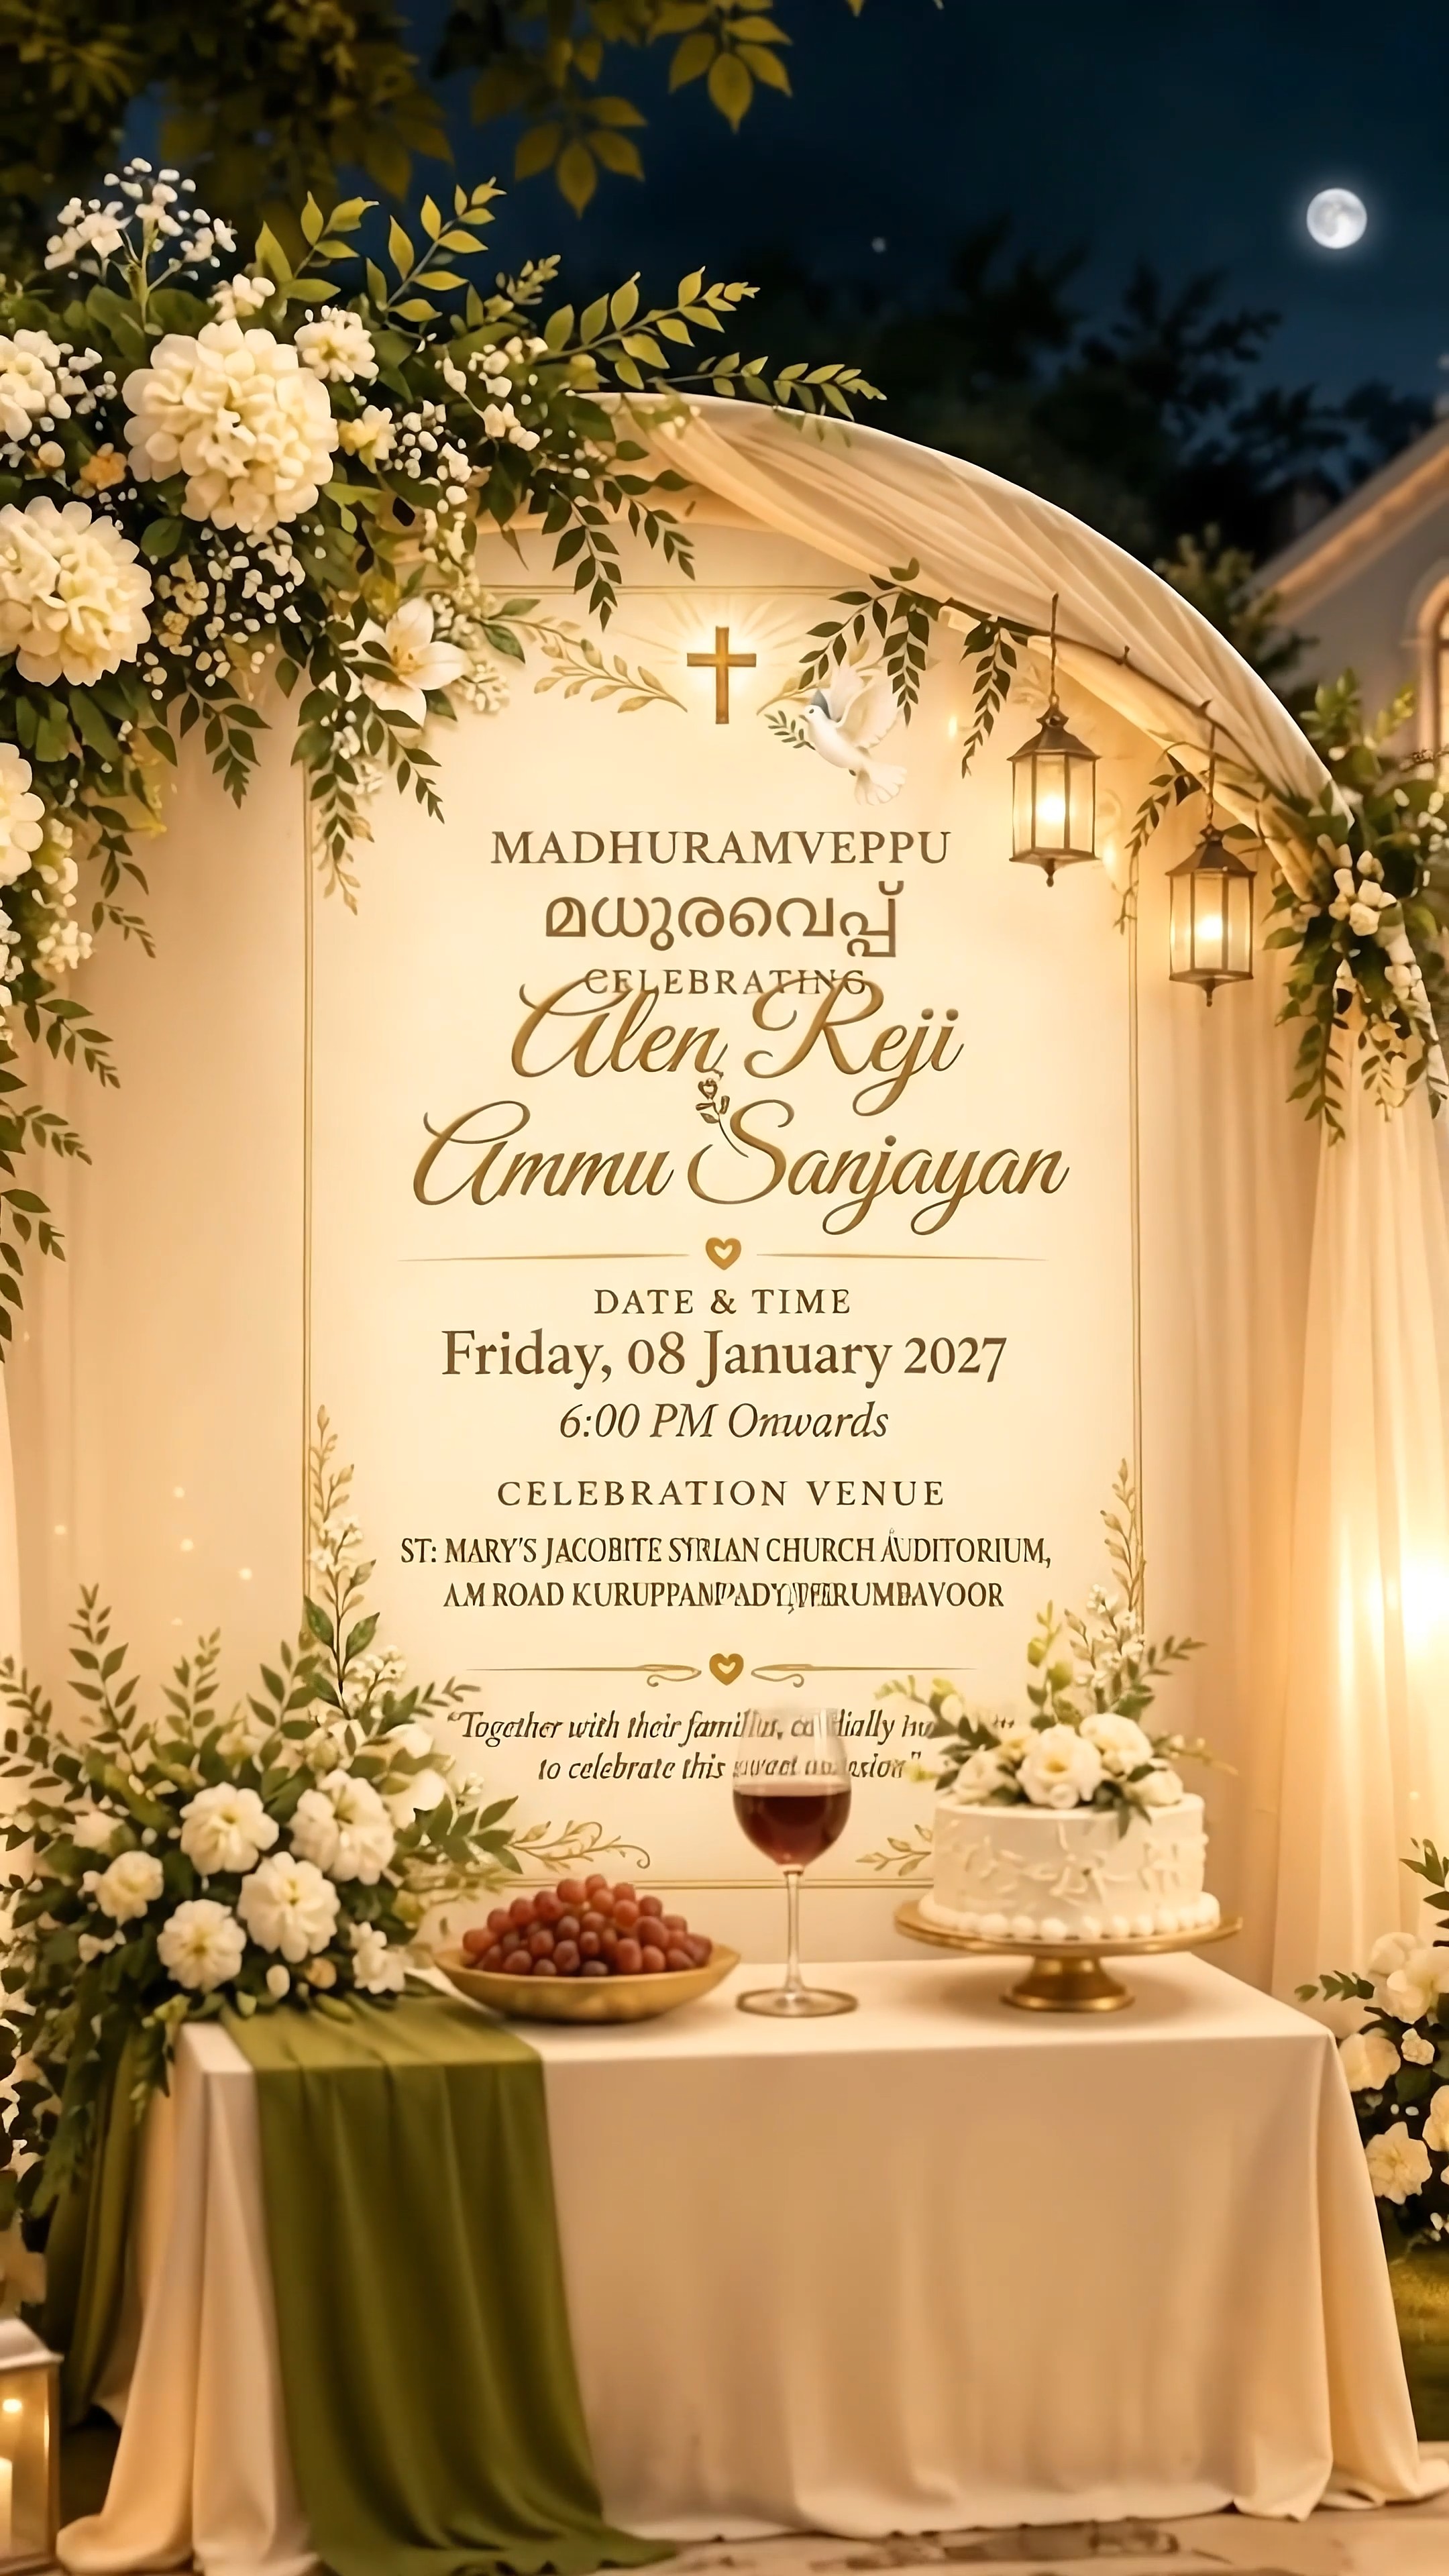 MADHURAMVEPPU
മധുരവെപ്പ്
CELEBRATING
Alen Reji
Ammu Sanjayan
DATE & TIME
Friday, 08 January 2027
6:00 PM Onwards
CELEBRATION VENUE
ST: MARY'S JACOBITE SYRIAN CHURCH AUDITORIUM,
A.M ROAD
"Together with their
to celebrate this